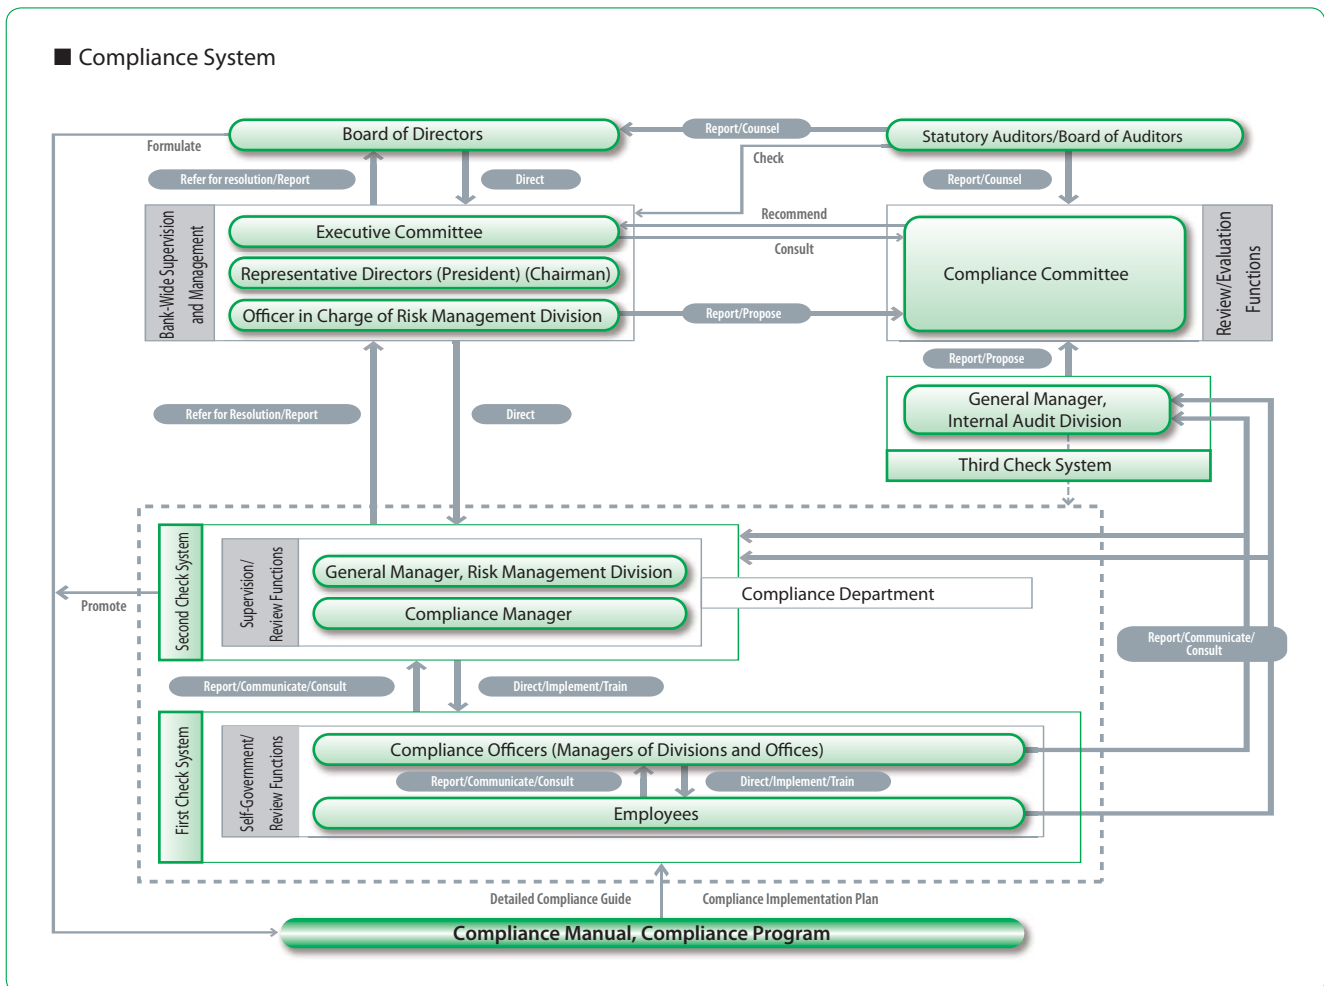 ■ Compliance System
Board of Directors
Report/Counsel
Statutory Auditors/Board of Auditors
Formulate
Check
Refer for resolution/Report
Direct
Report/Counsel
Bank-Wide Supervision
and Management
Executive Committee
Recommend
Consult
Representative Directors (President) (Chairman)
Compliance Committee
Officer in Charge of Risk Management Division
Report/Propose
Review/Evaluation
Functions
Report/Propose
Refer for Resolution/Report
Direct
General Manager,
Internal Audit Division
Third Check System
Second Check System
Supervision/
Review Functions
General Manager, Risk Management Division
Compliance Manager
Compliance Department
Promote
Report/Communicate/
Consult
Report/Communicate/Consult
Direct/Implement/Train
First Check System
Self-Government/
Review Functions
Compliance Officers (Managers of Divisions and Offices)
Report/Communicate/Consult
Direct/Implement/Train
Employees
Detailed Compliance Guide
Compliance Implementation Plan
Compliance Manual, Compliance Program